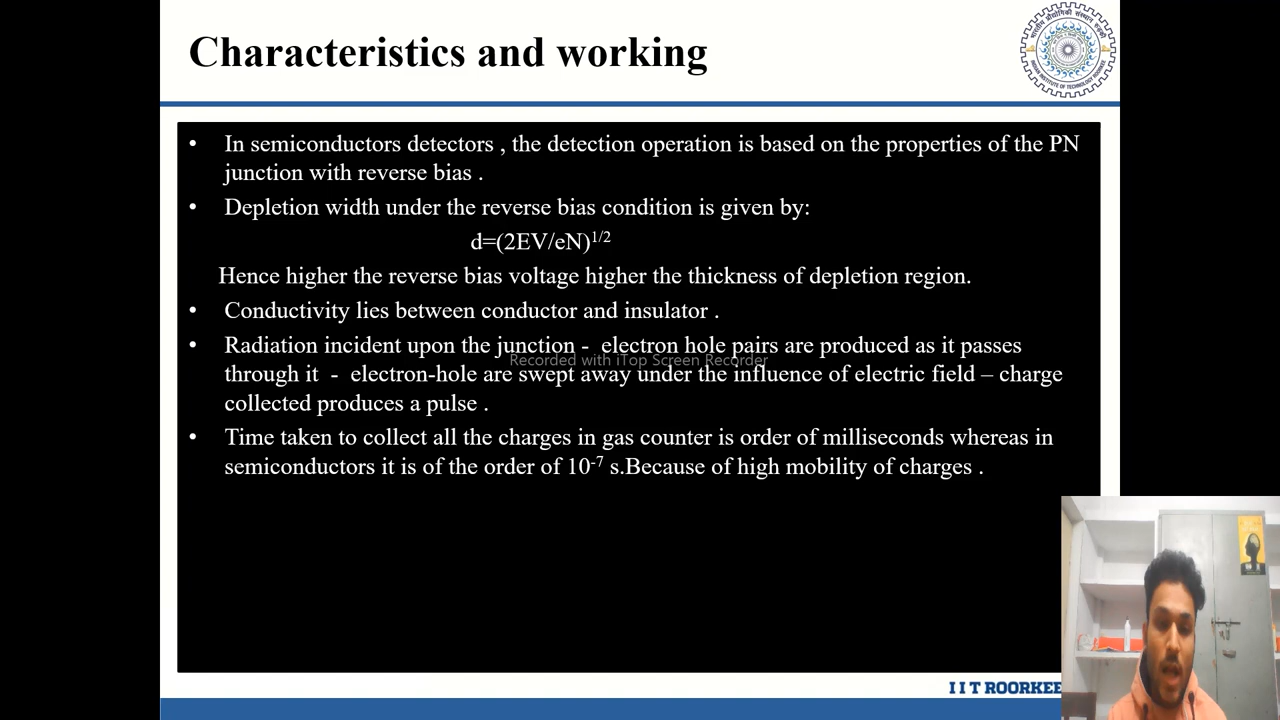 Characteristics and working
INDIAN INSTITUTE OF TECHNOLOGY ROORKEE
• In semiconductors detectors , the detection operation is based on the properties of the PN
junction with reverse bias .
• Depletion width under the reverse bias condition is given by:
d=(2EV/eN)1/2
Hence higher the reverse bias voltage higher the thickness of depletion region.
• Conductivity lies between conductor and insulator .
• Radiation incident upon the junction - electron hole pairs are produced as it passes
Recorded with iTop Screen Recorder
through it - electron-hole are swept away under the influence of electric field – charge
collected produces a pulse .
• Time taken to collect all the charges in gas counter is order of milliseconds whereas in
semiconductors it is of the order of 10-7 s.Because of high mobility of charges .
I I T ROORKEE